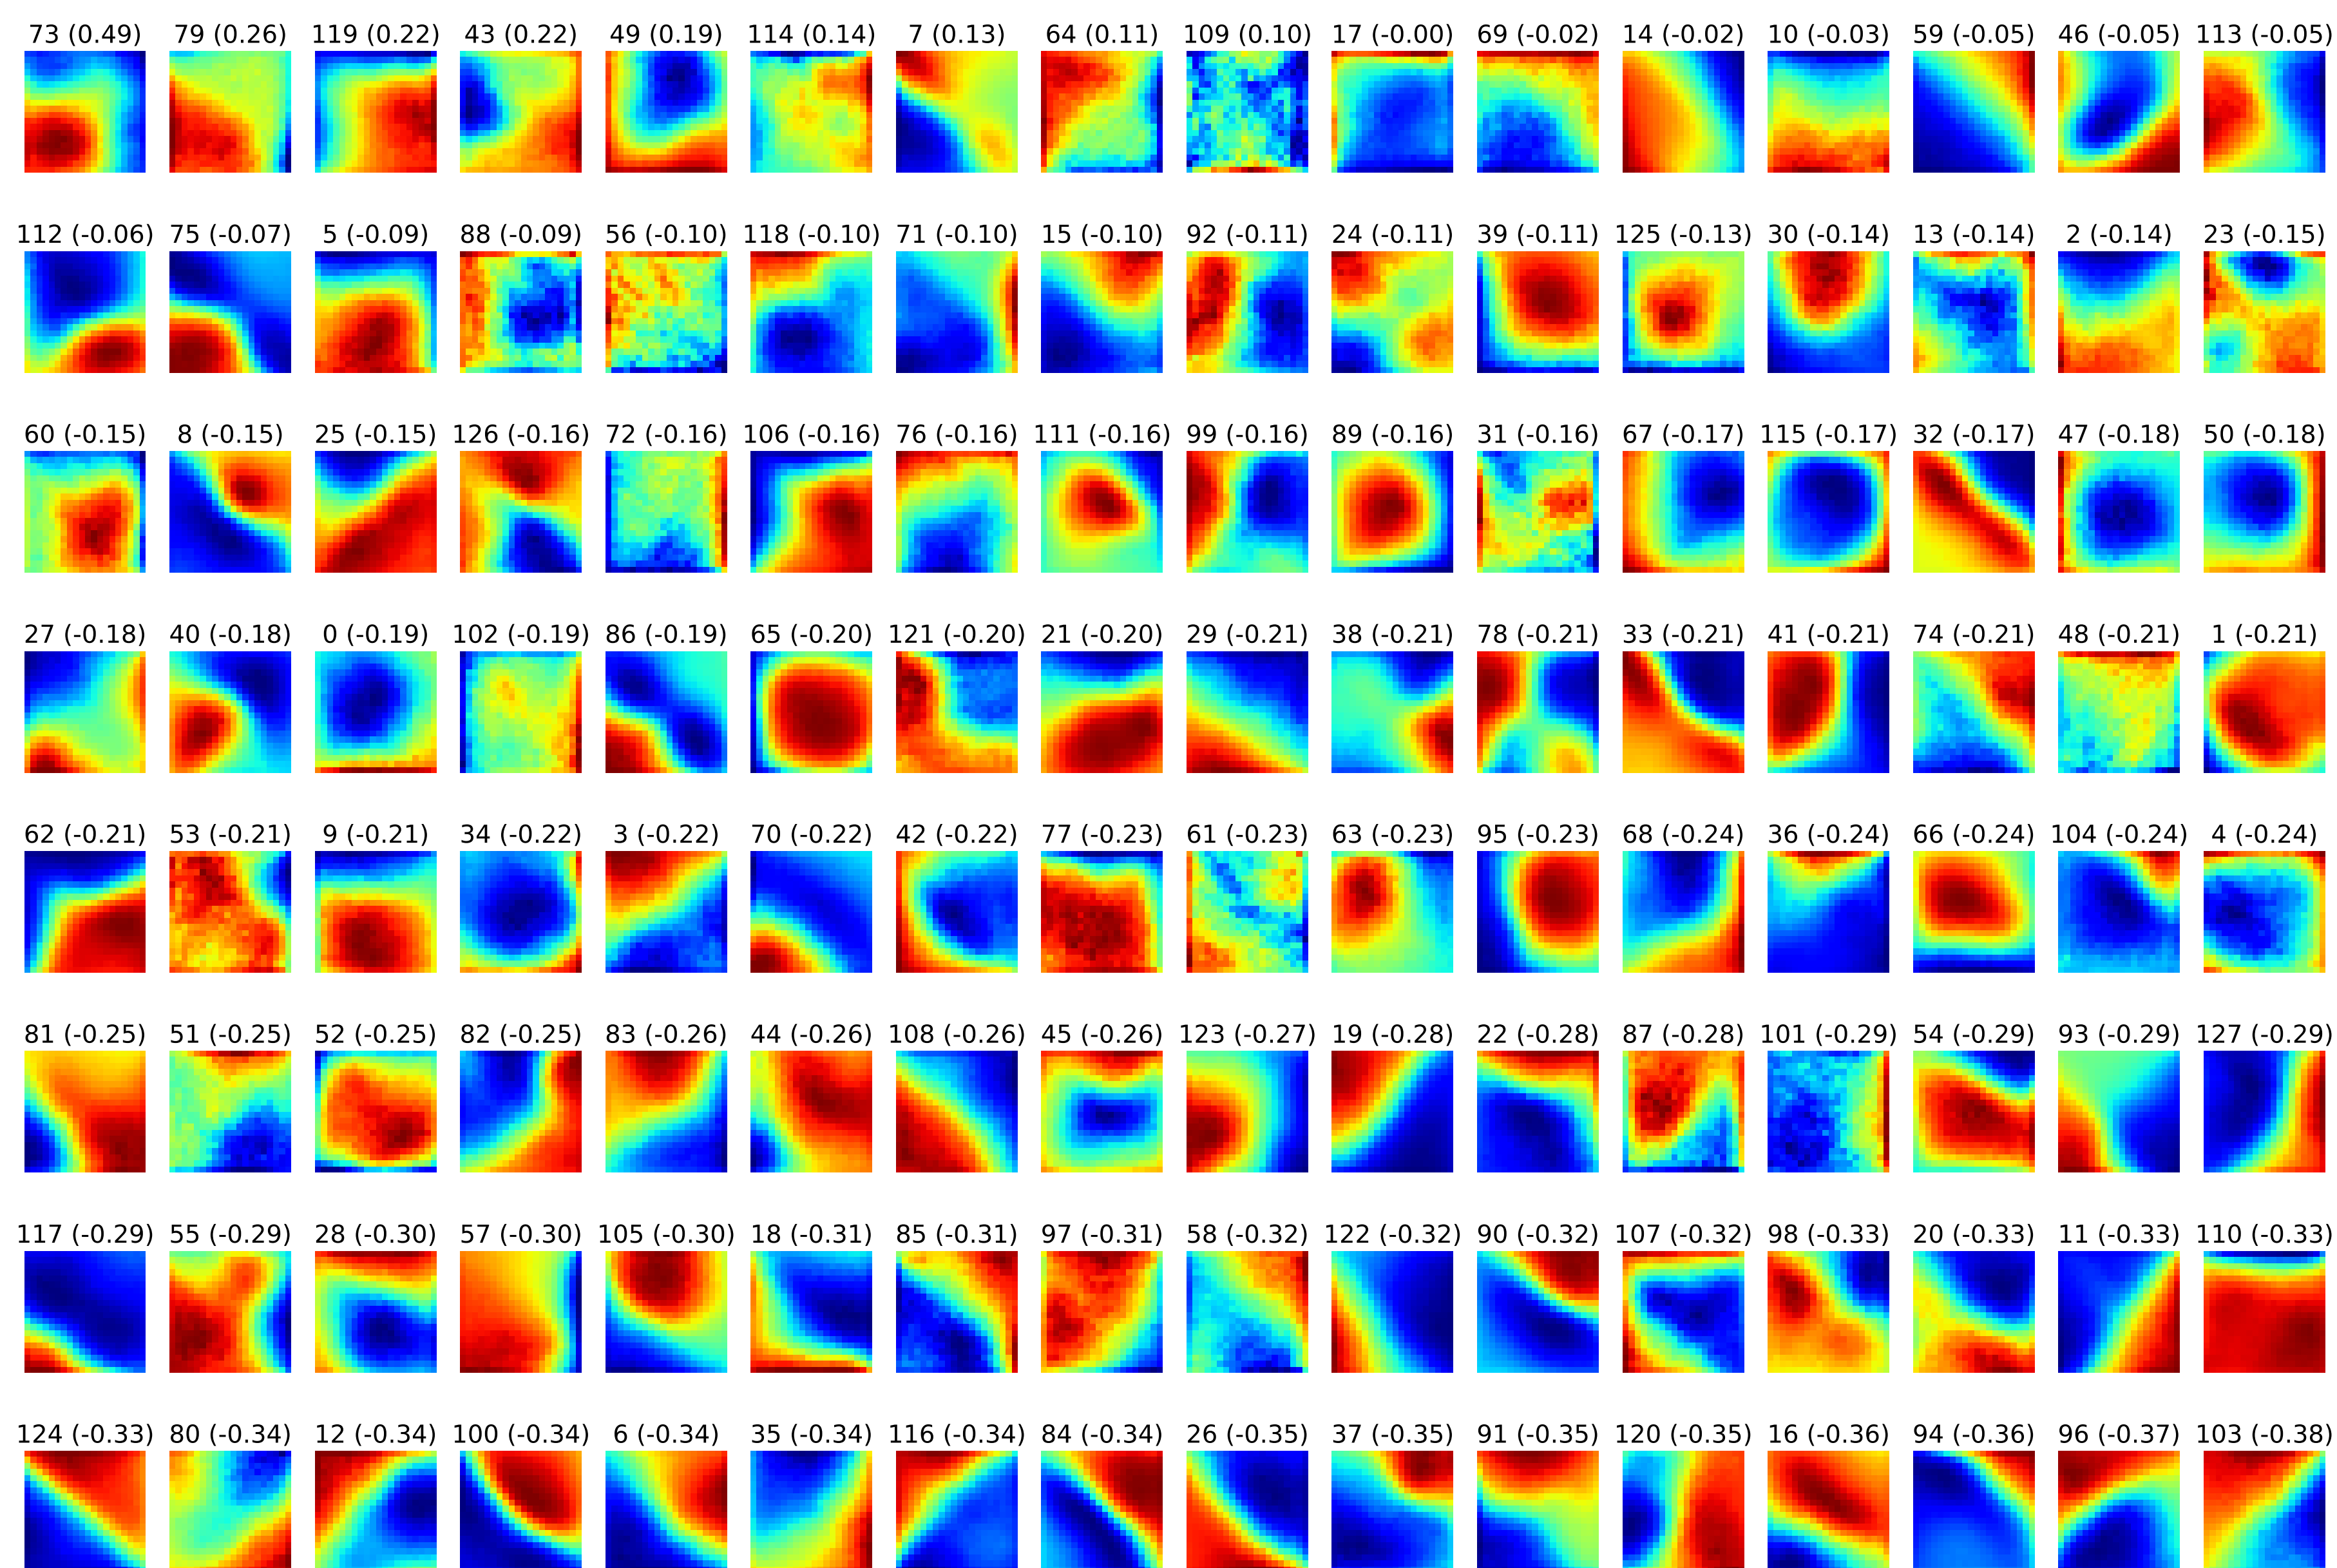 73 (0.49) 79 (0.26) 119 (0.22) 43 (0.22) 49 (0.19) 114 (0.14) 7 (0.13) 64 (0.11) 109 (0.10) 17 (-0.00) 69 (-0.02) 14 (-0.02) 10 (-0.03) 59 (-0.05) 46 (-0.05) 113 (-0.05)
112 (-0.06) 75 (-0.07) 5 (-0.09) 88 (-0.09) 56 (-0.10) 118 (-0.10) 71 (-0.10) 15 (-0.10) 92 (-0.11) 24 (-0.11) 39 (-0.11) 125 (-0.13) 30 (-0.14) 13 (-0.14) 2 (-0.14) 23 (-0.15)
60 (-0.15) 8 (-0.15) 25 (-0.15) 126 (-0.16) 72 (-0.16) 106 (-0.16) 76 (-0.16) 111 (-0.16) 99 (-0.16) 89 (-0.16) 31 (-0.16) 67 (-0.17) 115 (-0.17) 32 (-0.17) 47 (-0.18) 50 (-0.18)
27 (-0.18) 40 (-0.18) 0 (-0.19) 102 (-0.19) 86 (-0.19) 65 (-0.20) 121 (-0.20) 21 (-0.20) 29 (-0.21) 38 (-0.21) 78 (-0.21) 33 (-0.21) 41 (-0.21) 74 (-0.21) 48 (-0.21) 1 (-0.21)
62 (-0.21) 53 (-0.21) 9 (-0.21) 34 (-0.22) 3 (-0.22) 70 (-0.22) 42 (-0.22) 77 (-0.23) 61 (-0.23) 63 (-0.23) 95 (-0.23) 68 (-0.24) 36 (-0.24) 66 (-0.24) 104 (-0.24) 4 (-0.24)
81 (-0.25) 51 (-0.25) 52 (-0.25) 82 (-0.25) 83 (-0.26) 44 (-0.26) 108 (-0.26) 45 (-0.26) 123 (-0.27) 19 (-0.28) 22 (-0.28) 87 (-0.28) 101 (-0.29) 54 (-0.29) 93 (-0.29) 127 (-0.29)
117 (-0.29) 55 (-0.29) 28 (-0.30) 57 (-0.30) 105 (-0.30) 18 (-0.31) 85 (-0.31) 97 (-0.31) 58 (-0.32) 122 (-0.32) 90 (-0.32) 107 (-0.32) 98 (-0.33) 20 (-0.33) 11 (-0.33) 110 (-0.33)
124 (-0.33) 80 (-0.34) 12 (-0.34) 100 (-0.34) 6 (-0.34) 35 (-0.34) 116 (-0.34) 84 (-0.34) 26 (-0.35) 37 (-0.35) 91 (-0.35) 120 (-0.35) 16 (-0.36) 94 (-0.36) 96 (-0.37) 103 (-0.38)